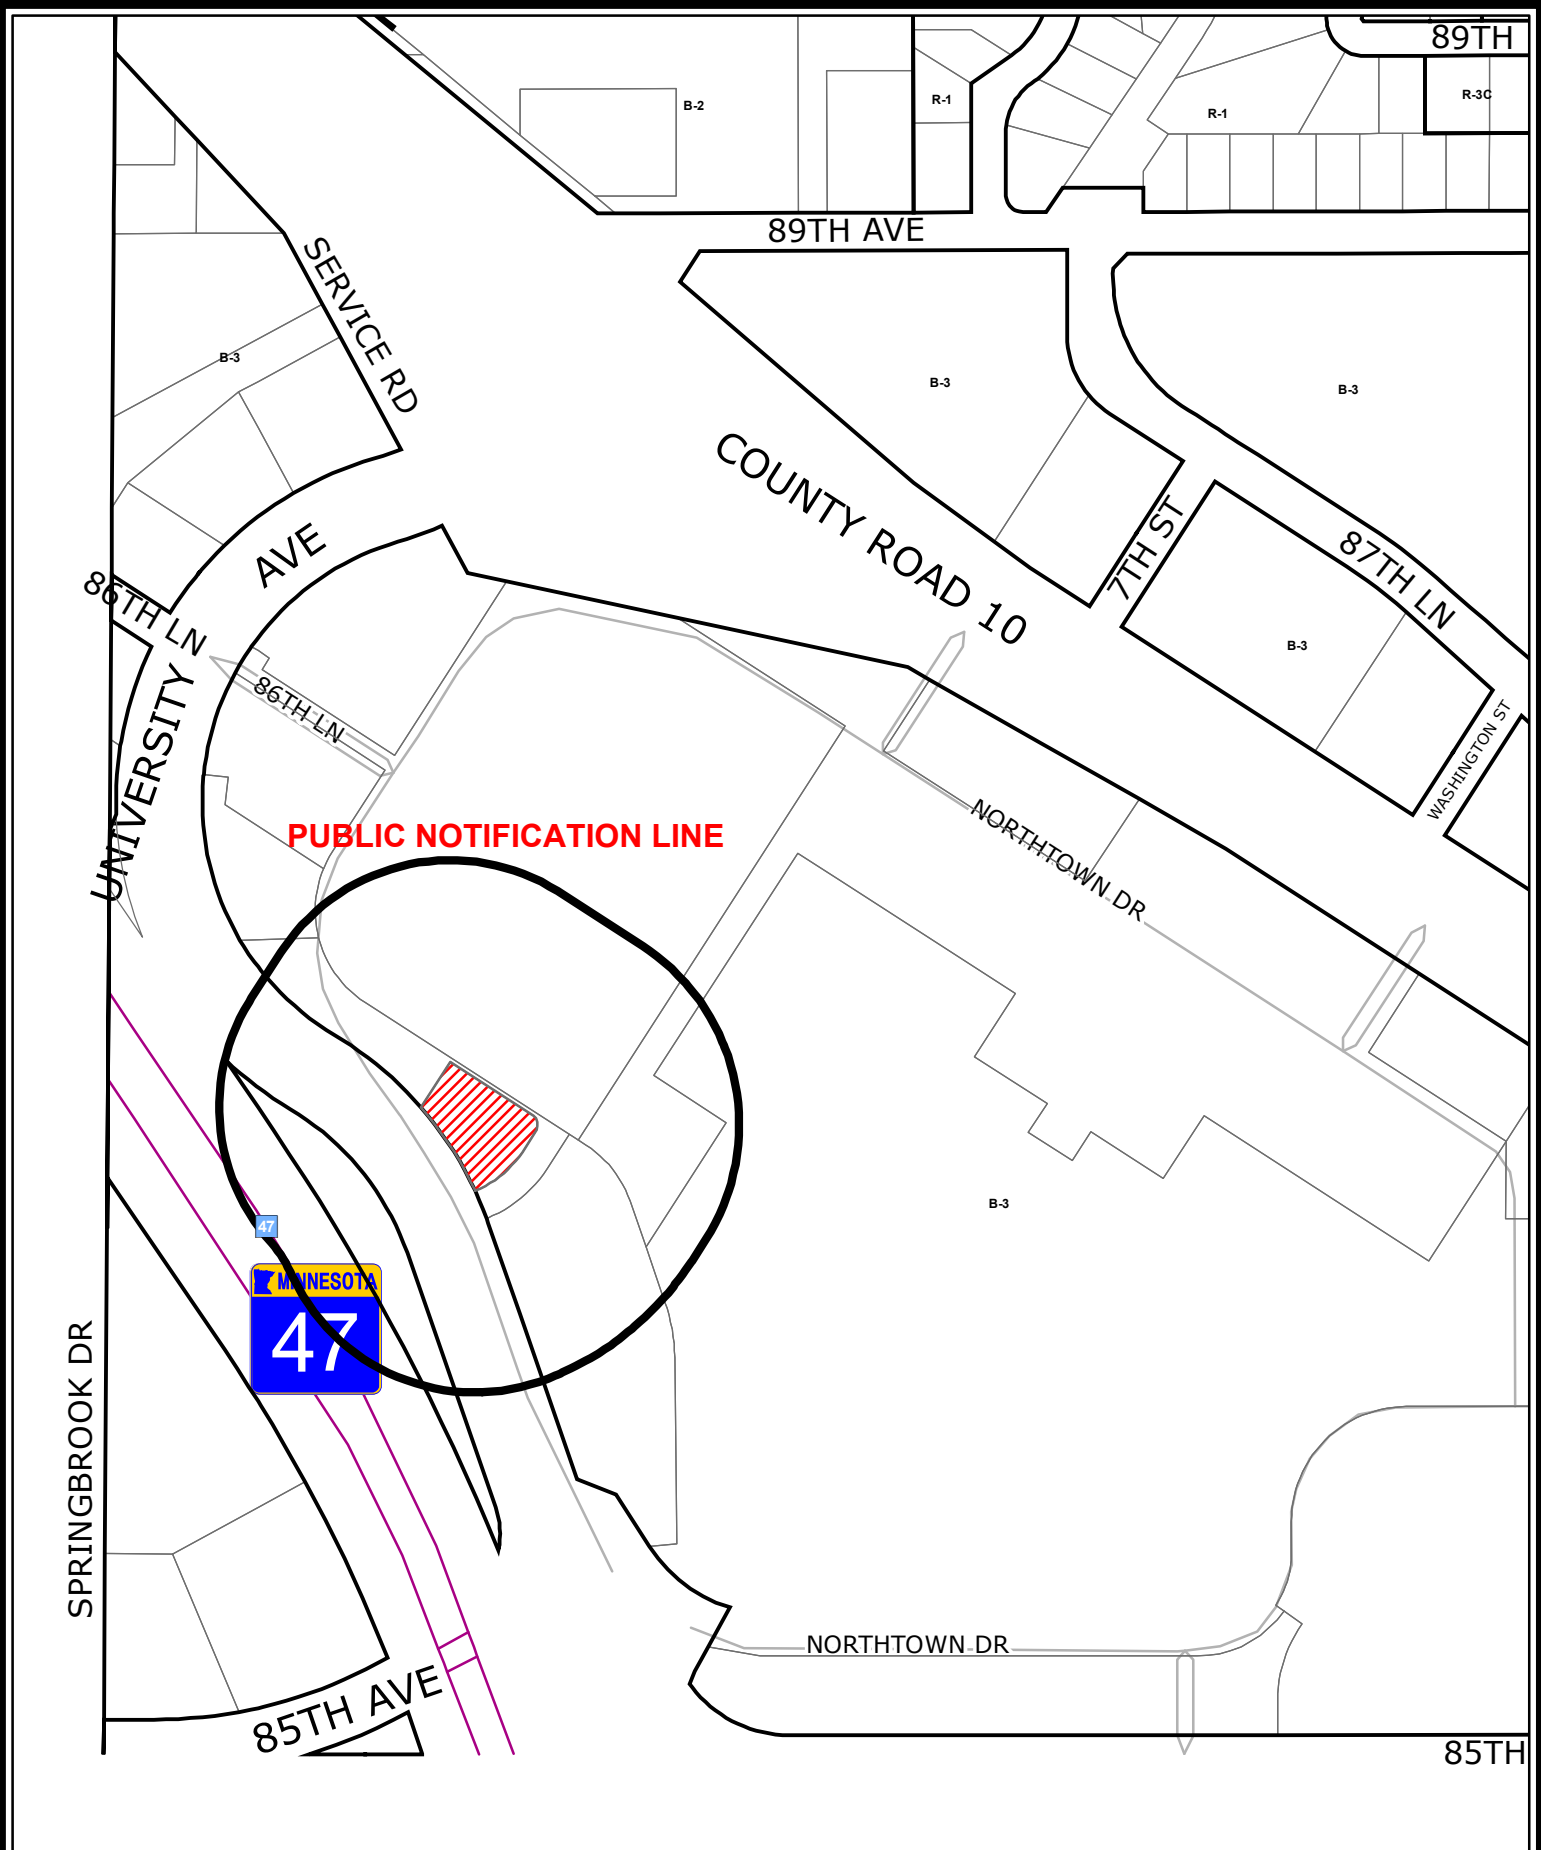 89TH
B-2
R-1
R-1
R-3C
89TH AVE
SERVICE RD
B-3
B-3
B-3
COUNTY ROAD 10
7TH ST
87TH LN
AVE
86TH LN
B-3
UNIVERSITY
86TH LN
WASHINGTON ST
PUBLIC NOTIFICATION LINE
NORTHTOWN DR
B-3
47
MINNESOTA
47
SPRINGBROOK DR
NORTHTOWN DR
85TH AVE
85TH